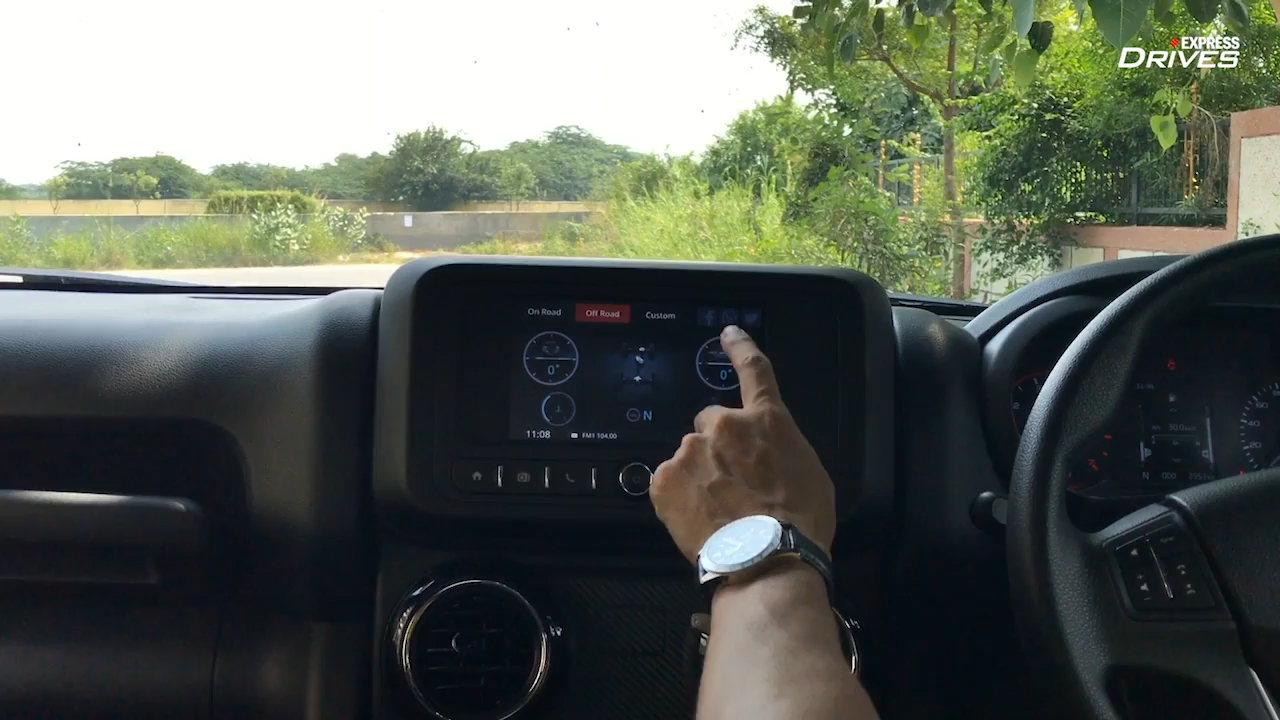 EXPRESS
DRIVES
On Road
Off Road
Custom
0°
0°
N
11:08
FM1 104.00
N